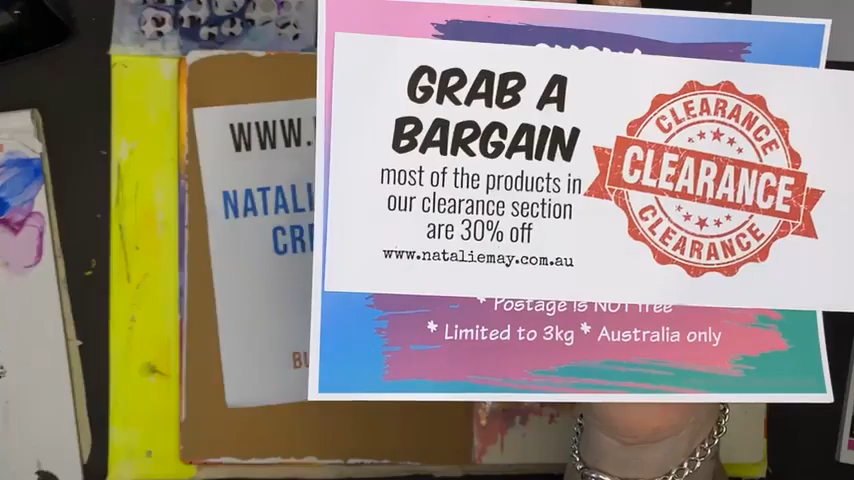 GRAB A
BARGAIN
most of the products in
our clearance section
are 30% off
www.nataliemay.com.au
CLEARANCE
CLEARANCE
CLEARANCE
* Postage is NOT free
* Limited to 3kg * Australia only
WWW.
NATALI
CRE
BU